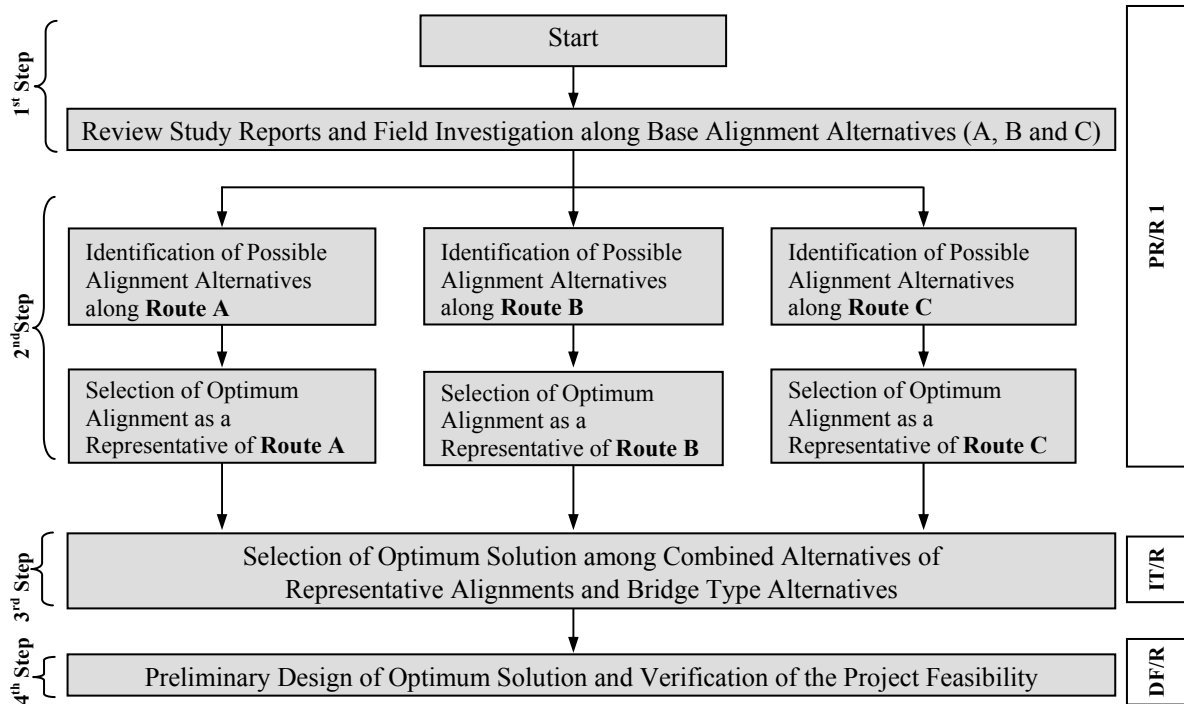 1st Step
Start
Review Study Reports and Field Investigation along Base Alignment Alternatives (A, B and C)
PR/R 1
2ndStep
Identification of Possible
Alignment Alternatives
along Route A
Identification of Possible
Alignment Alternatives
along Route B
Identification of Possible
Alignment Alternatives
along Route C
Selection of Optimum
Alignment as a
Representative of Route A
Selection of Optimum
Alignment as a
Representative of Route B
Selection of Optimum
Alignment as a
Representative of Route C
3rd Step
Selection of Optimum Solution among Combined Alternatives of
Representative Alignments and Bridge Type Alternatives
IT/R
4th Step
Preliminary Design of Optimum Solution and Verification of the Project Feasibility
DF/R